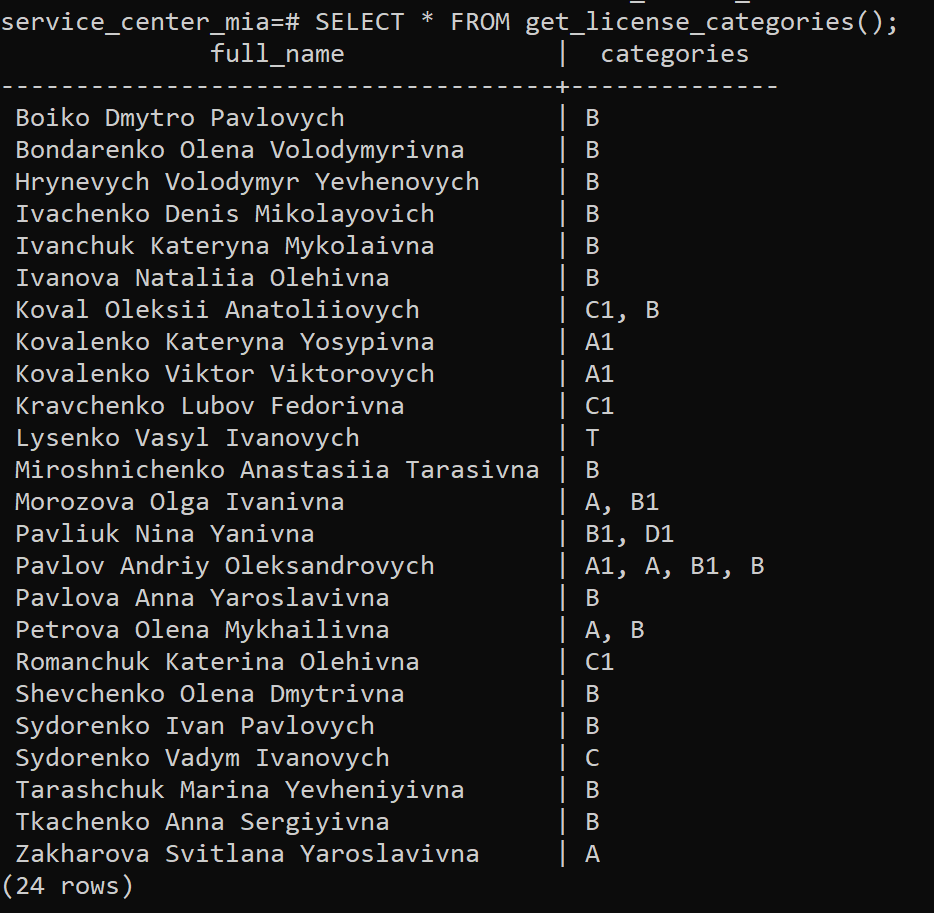 service_center_mia=# SELECT * FROM get_license_categories();
              full_name              |  categories
-------------------------------------+--------------
 Boiko Dmytro Pavlovych              | B
 Bondarenko Olena Volodymyrivna      | B
 Hrynevych Volodymyr Yevhenovych     | B
 Ivachenko Denis Mikolayovich        | B
 Ivanchuk Kateryna Mykolaivna        | B
 Ivanova Nataliia Olehivna           | B
 Koval Oleksii Anatoliiovych         | C1, B
 Kovalenko Kateryna Yosypivna        | A1
 Kovalenko Viktor Viktorovych        | A1
 Kravchenko Lubov Fedorivna          | C1
 Lysenko Vasyl Ivanovych             | T
 Miroshnichenko Anastasiia Tarasivna | B
 Morozova Olga Ivanivna              | A, B1
 Pavliuk Nina Yanivna                | B1, D1
 Pavlov Andriy Oleksandrovych        | A1, A, B1, B
 Pavlova Anna Yaroslavivna           | B
 Petrova Olena Mykhailivna           | A, B
 Romanchuk Katerina Olehivna         | C1
 Shevchenko Olena Dmytrivna          | B
 Sydorenko Ivan Pavlovych            | B
 Sydorenko Vadym Ivanovych           | C
 Tarashchuk Marina Yevheniyivna      | B
 Tkachenko Anna Sergiyivna           | B
 Zakharova Svitlana Yaroslavivna     | A
(24 rows)